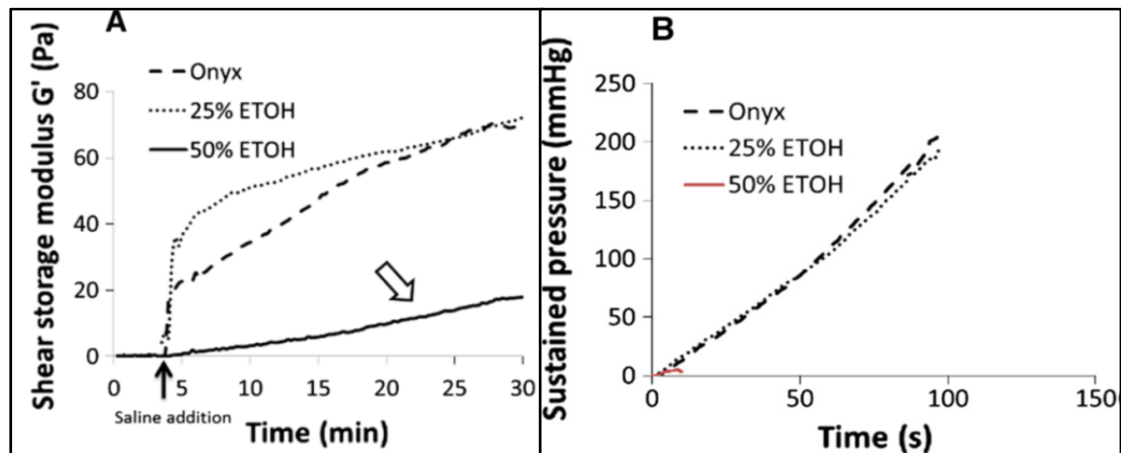 A
Shear storage modulus G' (Pa)
Onyx
25% ETOH
50% ETOH
80
60
40
20
0
0
5
10
15
20
25
30
Saline addition
Time (min)
B
Sustained pressure (mmHg)
Onyx
25% ETOH
50% ETOH
250
200
150
100
50
0
0
50
100
150
Time (s)